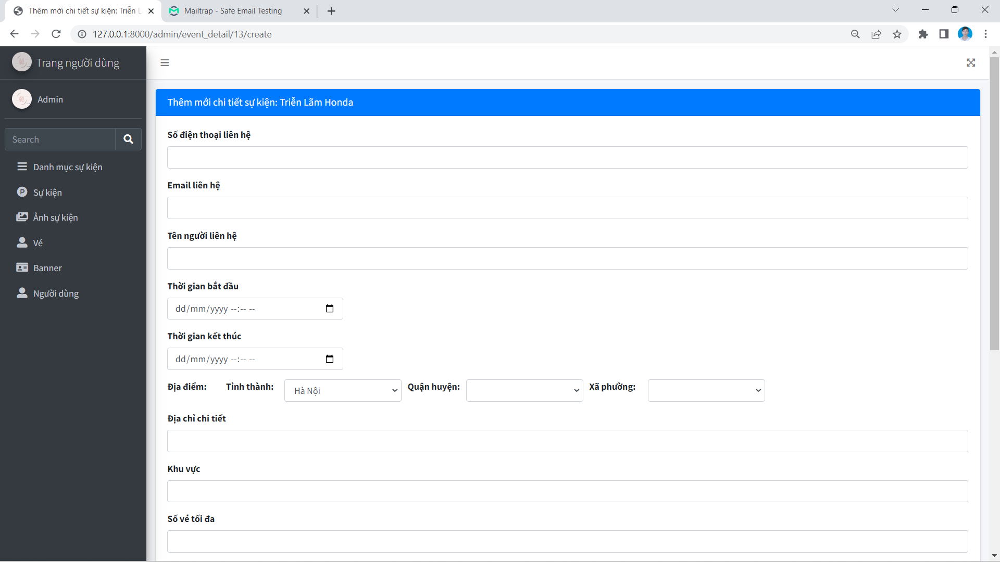 Thêm mới chi tiết sự kiện: Triễn L
Mailtrap - Safe Email Testing
127.0.0.1:8000/admin/event_detail/13/create
Trang người dùng
Admin
Search
Danh mục sự kiện
Sự kiện
Ảnh sự kiện
Vé
Banner
Người dùng
Thêm mới chi tiết sự kiện: Triễn Lãm Honda
Số điện thoại liên hệ
Email liên hệ
Tên người liên hệ
Thời gian bắt đầu
dd/mm/yyyy --:-- --
Thời gian kết thúc
dd/mm/yyyy --:-- --
Địa điểm: Tỉnh thành: Hà Nội Quận huyện: Xã phường:
Địa chỉ chi tiết
Khu vực
Số vé tối đa